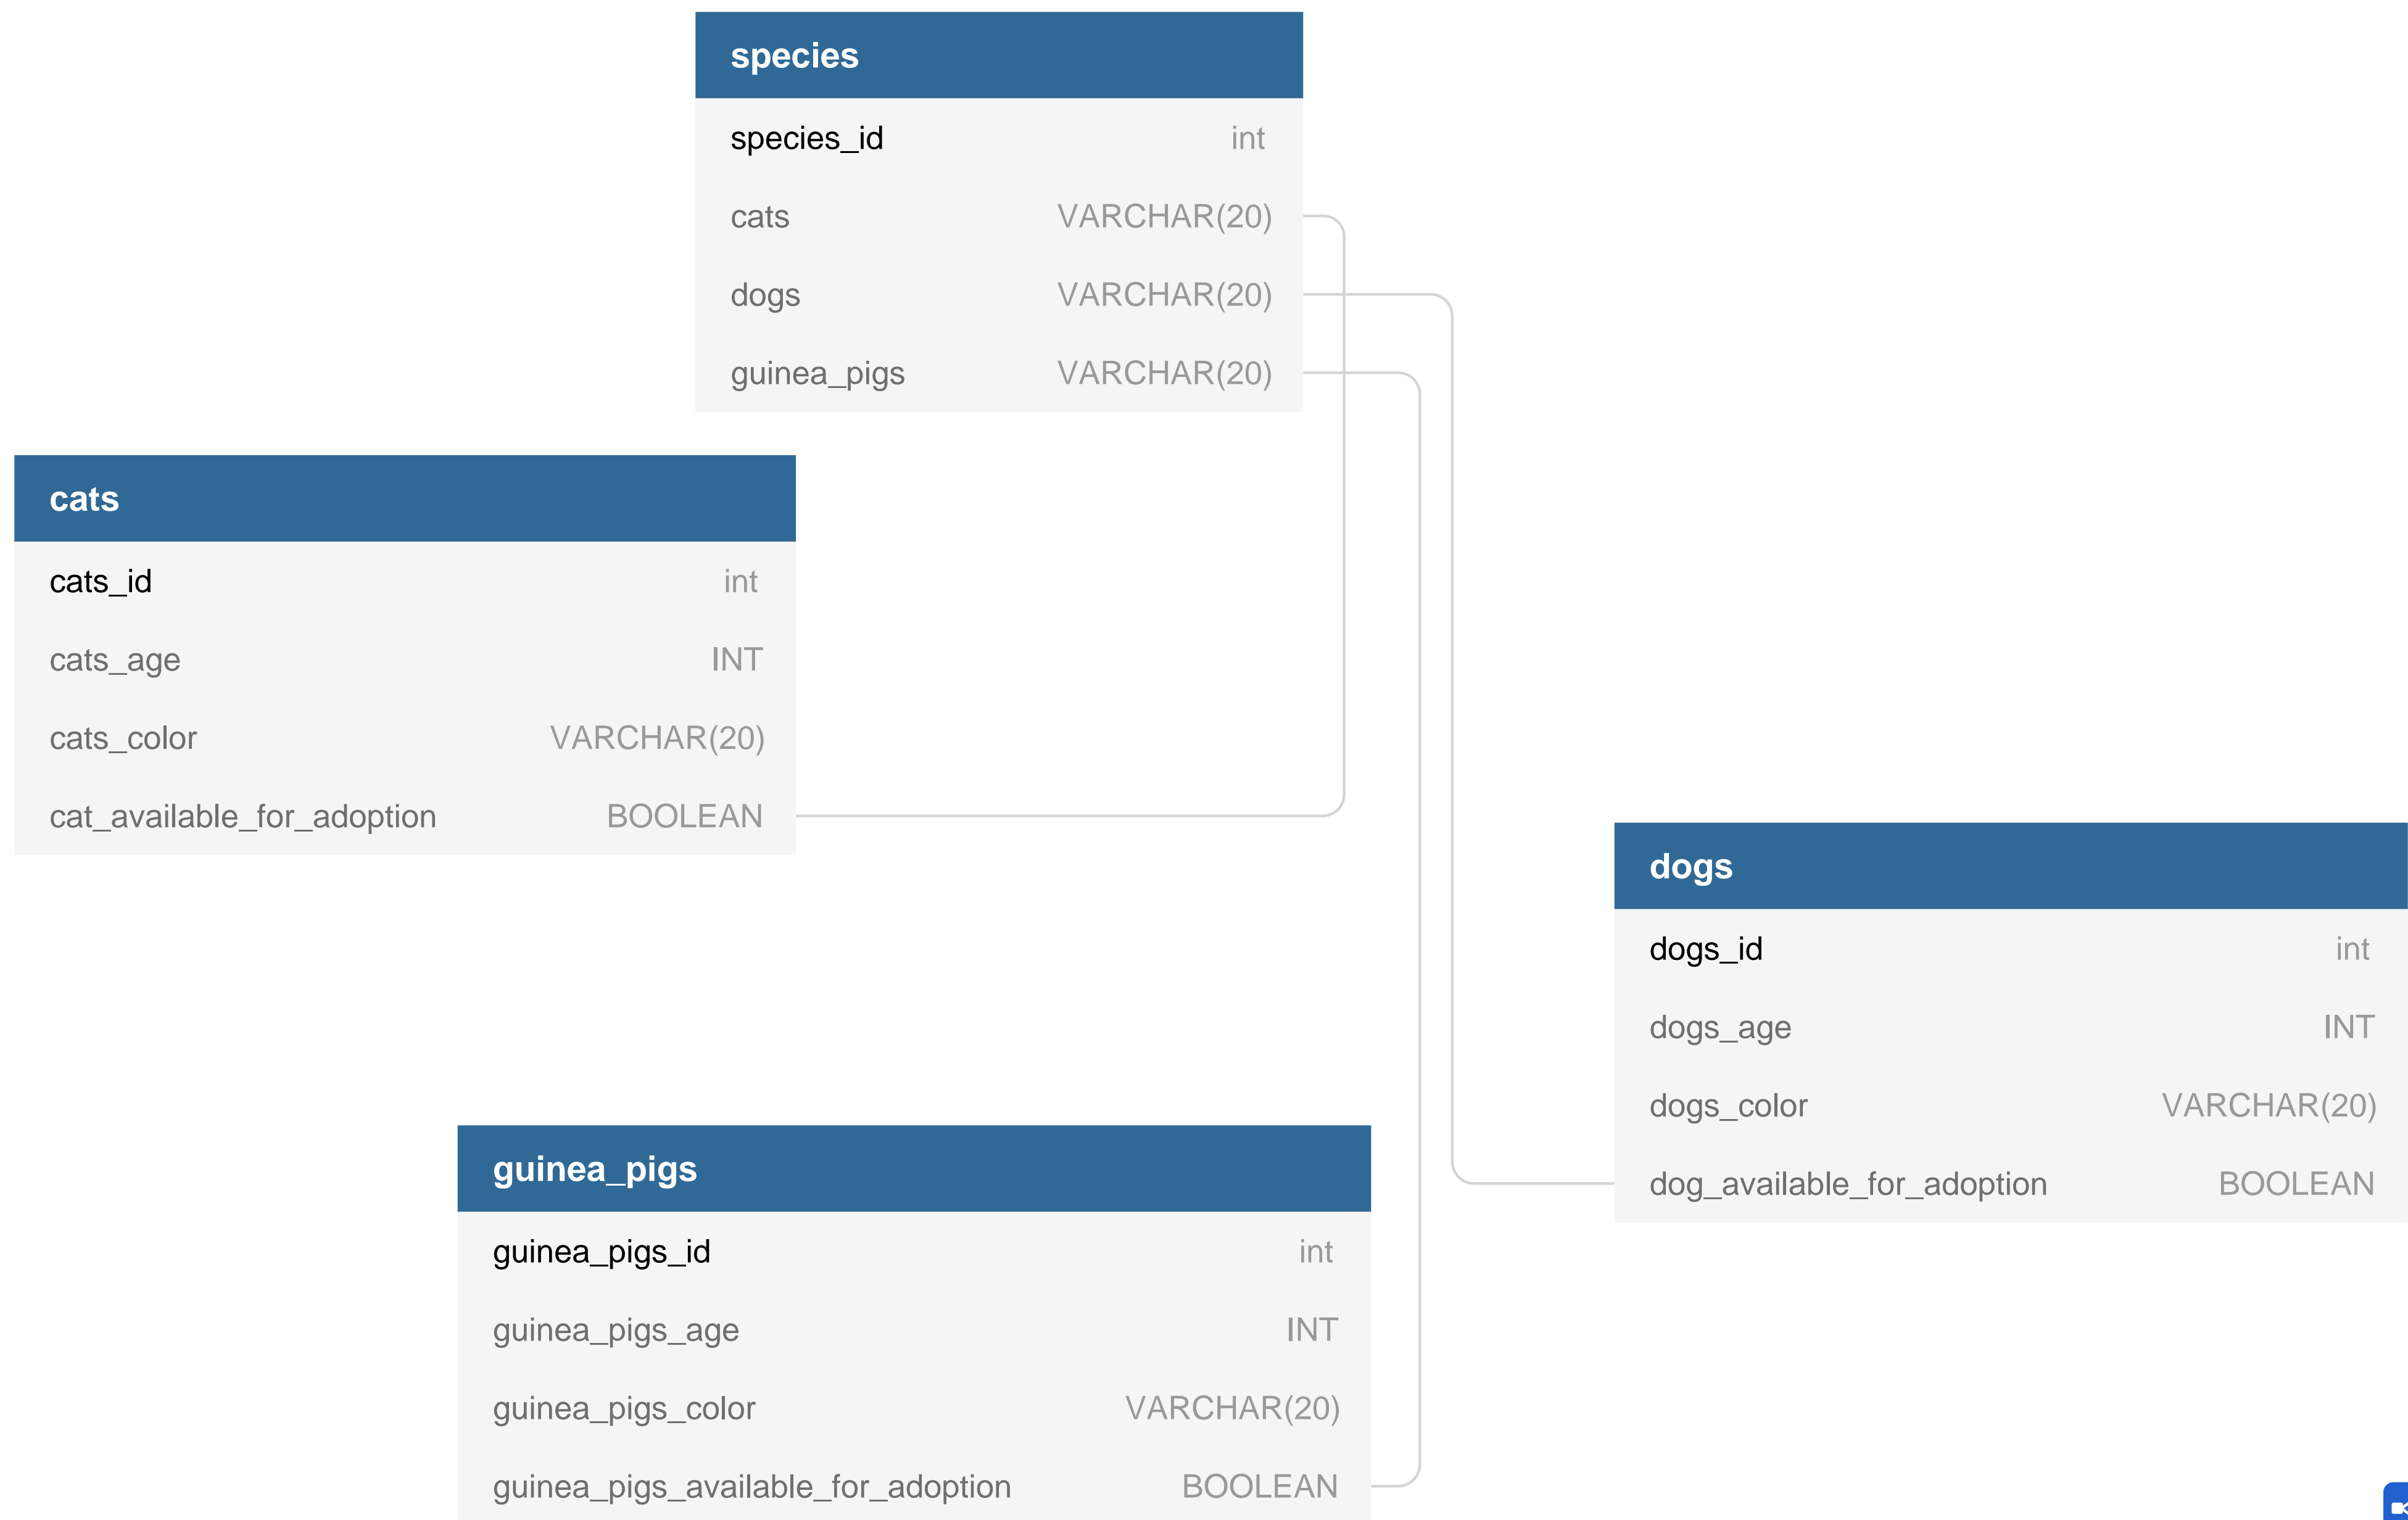 species
species_id int
cats VARCHAR(20)
dogs VARCHAR(20)
guinea_pigs VARCHAR(20)
cats
cats_id int
cats_age INT
cats_color VARCHAR(20)
cat_available_for_adoption BOOLEAN
dogs
dogs_id int
dogs_age INT
dogs_color VARCHAR(20)
dog_available_for_adoption BOOLEAN
guinea_pigs
guinea_pigs_id int
guinea_pigs_age INT
guinea_pigs_color VARCHAR(20)
guinea_pigs_available_for_adoption BOOLEAN